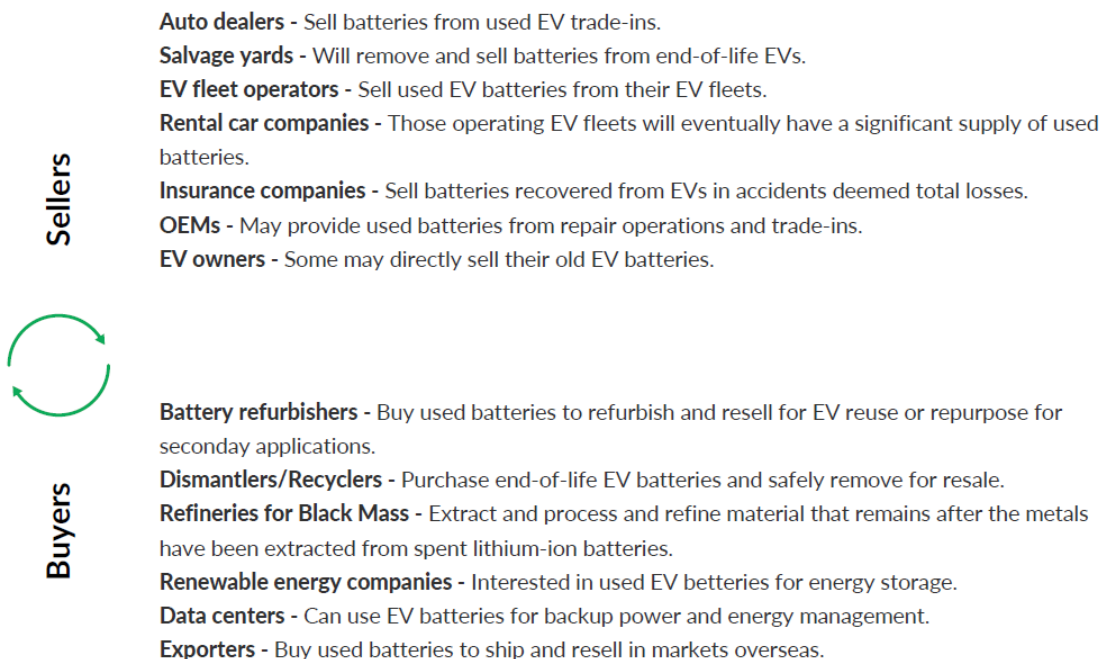 Auto dealers - Sell batteries from used EV trade-ins.
Salvage yards - Will remove and sell batteries from end-of-life EVs.
EV fleet operators - Sell used EV batteries from their EV fleets.
Rental car companies - Those operating EV fleets will eventually have a significant supply of used
batteries.
Insurance companies - Sell batteries recovered from EVs in accidents deemed total losses.
OEMs - May provide used batteries from repair operations and trade-ins.
EV owners - Some may directly sell their old EV batteries.
Sellers
Battery refurbishers - Buy used batteries to refurbish and resell for EV reuse or repurpose for
seconday applications.
Dismantlers/Recyclers - Purchase end-of-life EV batteries and safely remove for resale.
Refineries for Black Mass - Extract and process and refine material that remains after the metals
have been extracted from spent lithium-ion batteries.
Renewable energy companies - Interested in used EV betteries for energy storage.
Data centers - Can use EV batteries for backup power and energy management.
Exporters - Buy used batteries to ship and resell in markets overseas.
Buyers